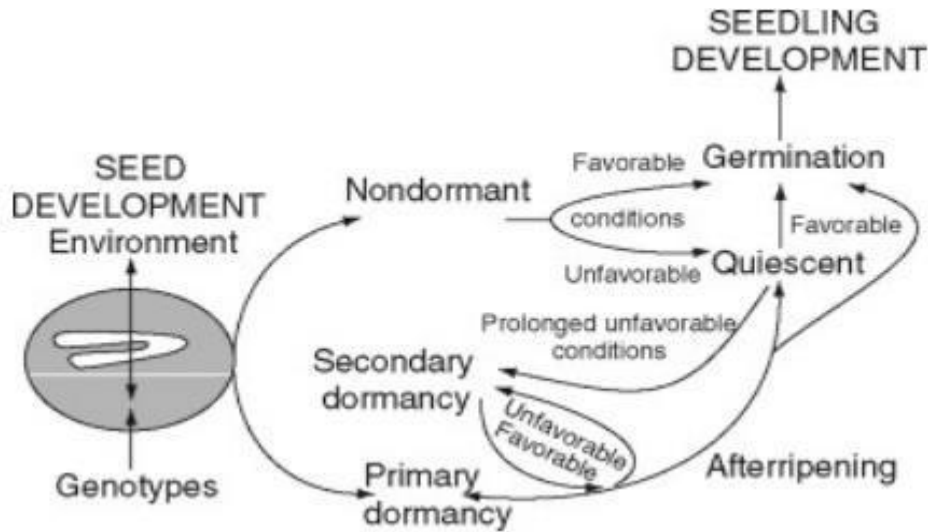 SEEDLING
DEVELOPMENT
Favorable
Germination
SEED
DEVELOPMENT
Environment
Nondormant
conditions
Favorable
Unfavorable
Quiescent
Prolonged unfavorable
conditions
Secondary
dormancy
Unfavorable
Favorable
Genotypes
Primary
dormancy
Afterripening